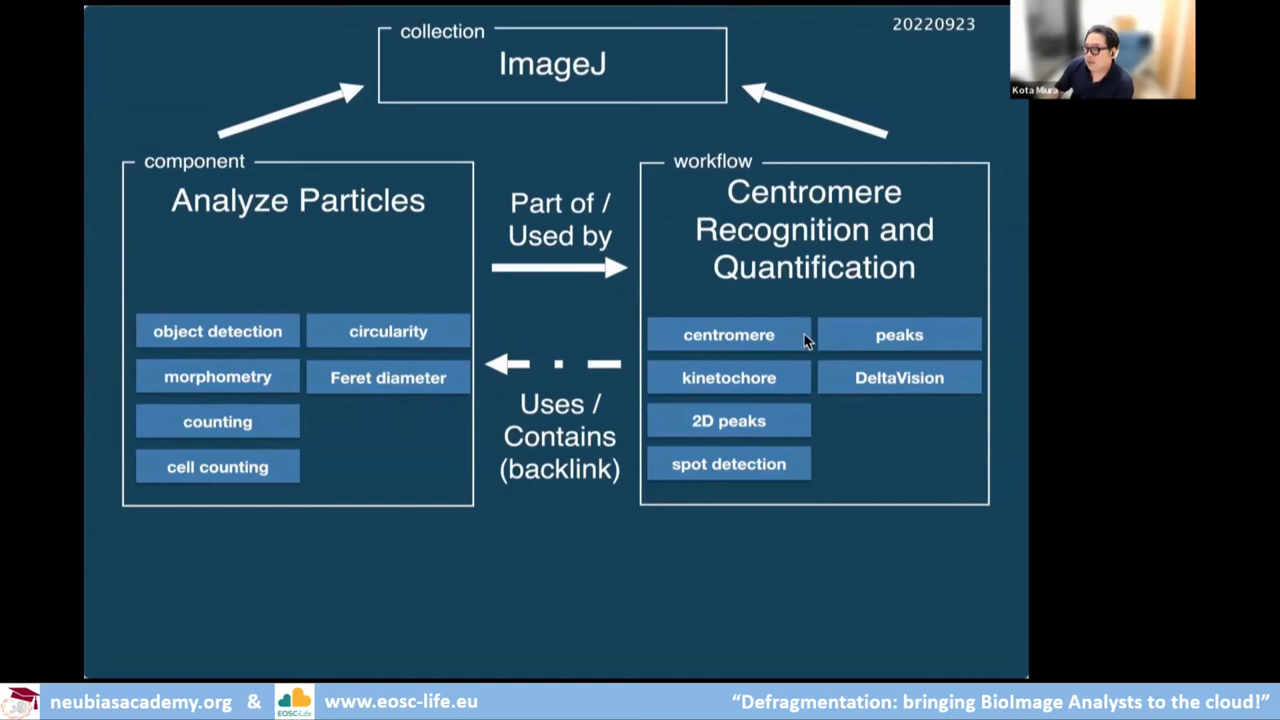 20220923
collection
ImageJ
Kota Miura
component
Analyze Particles
object detection
circularity
morphometry
Feret diameter
counting
cell counting
Part of /
Used by
Uses /
Contains
(backlink)
workflow
Centromere
Recognition and
Quantification
centromere
peaks
kinetochore
DeltaVision
2D peaks
spot detection
neubiasacademy.org & EOSC-Life www.eosc-life.eu
“Defragmentation: bringing BioImage Analysts to the cloud!”